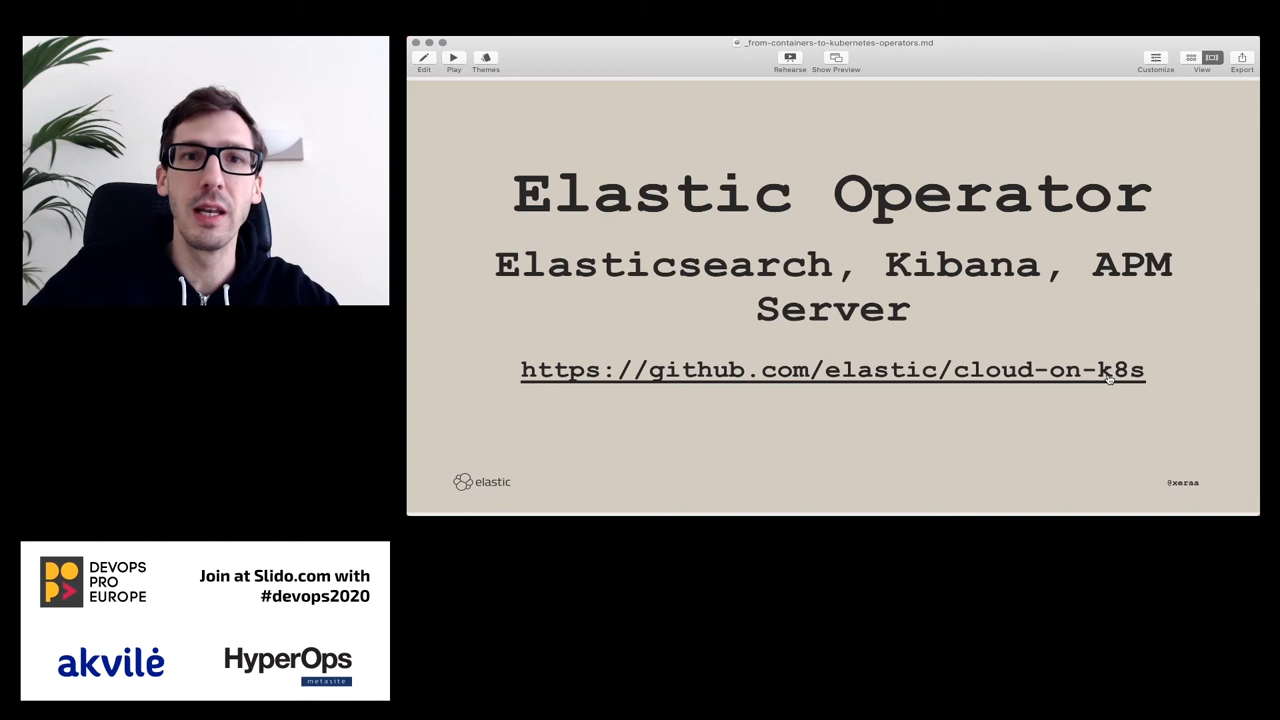 _from-containers-to-kubernetes-operators.md
Edit
Play
Themes
Rehearse
Show Preview
Customize
View
Export
Elastic Operator
Elasticsearch, Kibana, APM
Server
https://github.com/elastic/cloud-on-k8s
elastic
@xeraa
DEVOPS
PRO
EUROPE
Join at Slido.com with
#devops2020
akvilė
HyperOps
metasite